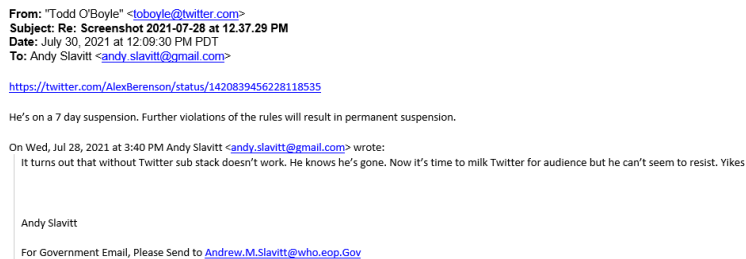 From: "Todd O'Boyle" <toboyle@twitter.com>
Subject: Re: Screenshot 2021-07-28 at 12.37.29 PM
Date: July 30, 2021 at 12:09:30 PM PDT
To: Andy Slavitt <andy.slavitt@gmail.com>
https://twitter.com/AlexBerenson/status/1420839456228118535
He's on a 7 day suspension. Further violations of the rules will result in permanent suspension.
On Wed, Jul 28, 2021 at 3:40 PM Andy Slavitt <andy.slavitt@gmail.com> wrote:
It turns out that without Twitter sub stack doesn't work. He knows he's gone. Now it's time to milk Twitter for audience but he can't seem to resist. Yikes
Andy Slavitt
For Government Email, Please Send to Andrew.M.Slavitt@who.eop.Gov